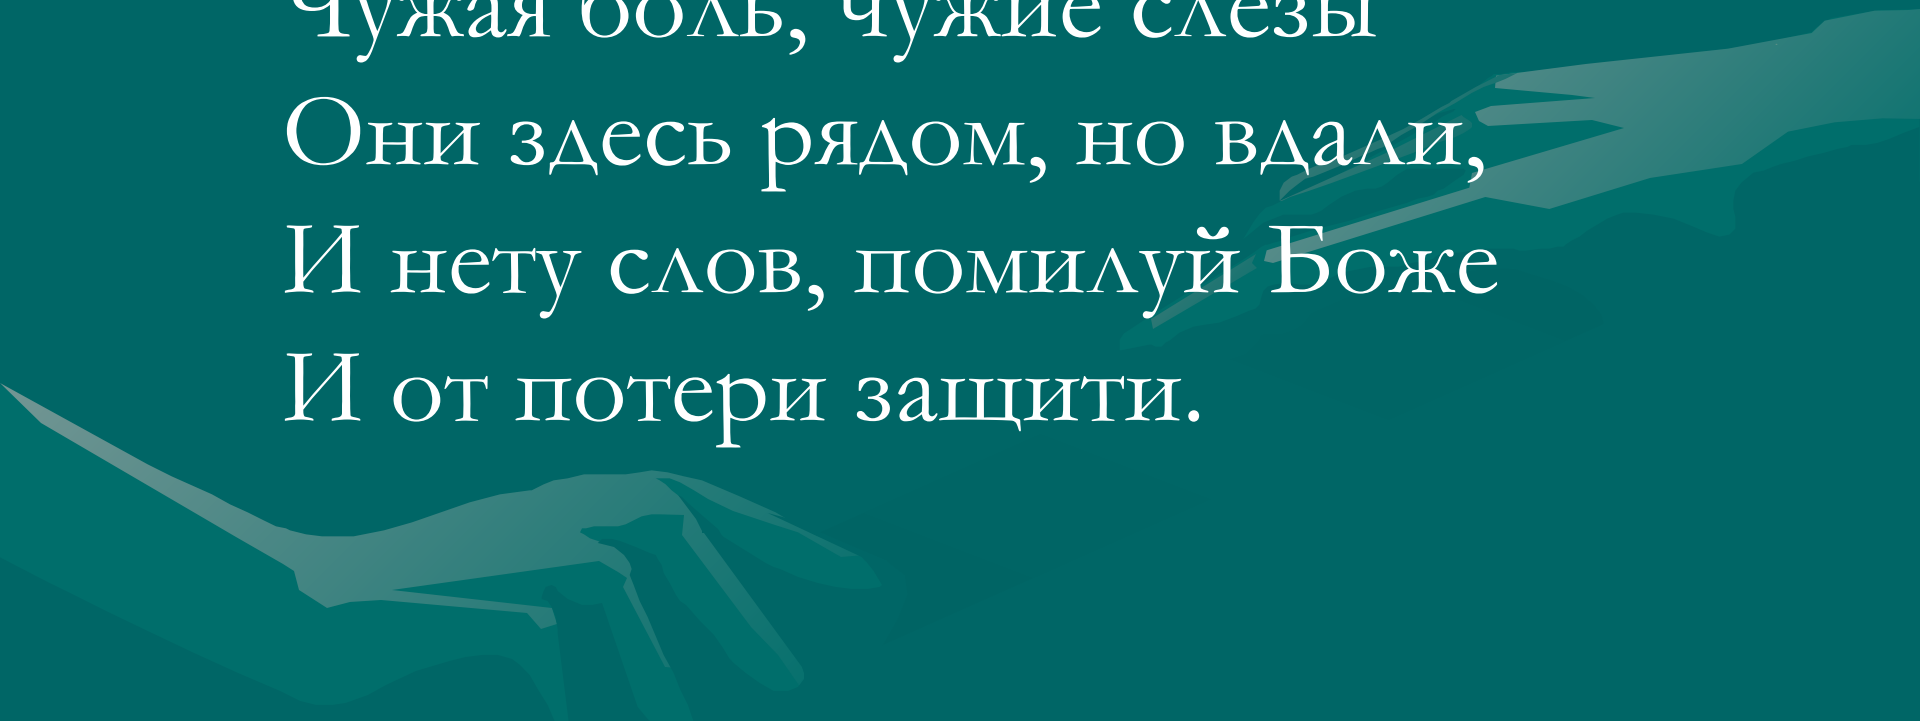 Чужая боль, чужие слезы
Они здесь рядом, но вдали,
И нету слов, помилуй Боже
И от потери защити.